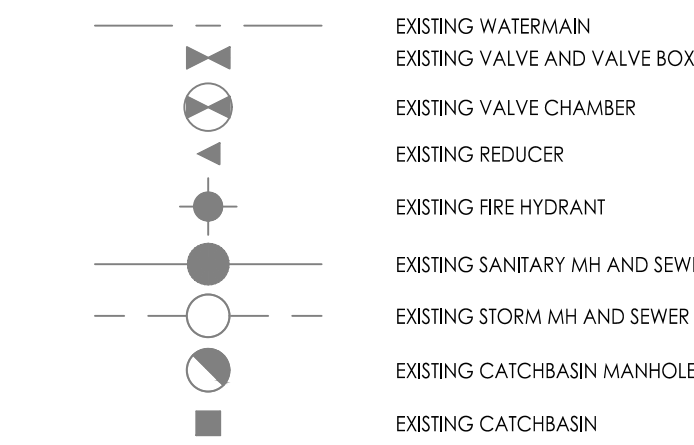 EXISTING WATERMAIN
EXISTING VALVE AND VALVE BOX
EXISTING VALVE CHAMBER
EXISTING REDUCER
EXISTING FIRE HYDRANT
EXISTING SANITARY MH AND SEWE
EXISTING STORM MH AND SEWER
EXISTING CATCHBASIN MANHOLE
EXISTING CATCHBASIN